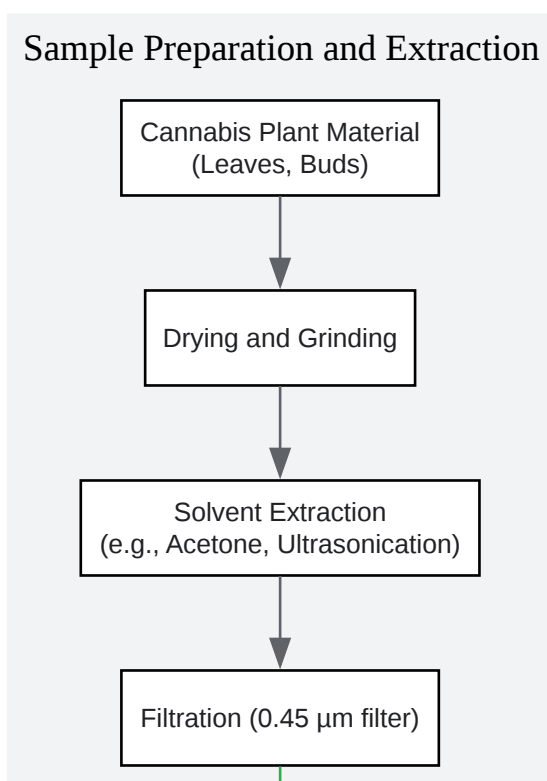 Sample Preparation and Extraction
Cannabis Plant Material
(Leaves, Buds)
Drying and Grinding
Solvent Extraction
(e.g., Acetone, Ultrasonication)
Filtration (0.45 µm filter)